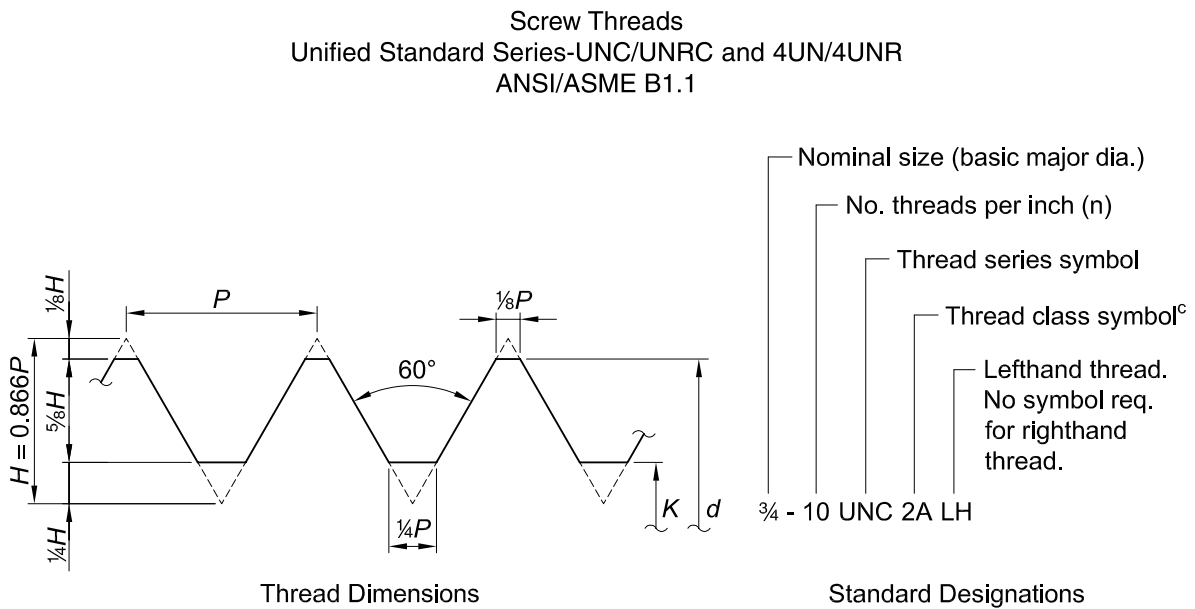 Screw Threads
Unified Standard Series-UNC/UNRC and 4UN/4UNR
ANSI/ASME B1.1
Nominal size (basic major dia.)
No. threads per inch (n)
Thread series symbol
Thread class symbolᶜ
Lefthand thread.
No symbol req.
for righthand
thread.
¾ - 10 UNC 2A LH
⅛H
P
⅛P
H = 0.866P
⅝H
60°
¼H
¼P
K
d
Thread Dimensions
Standard Designations